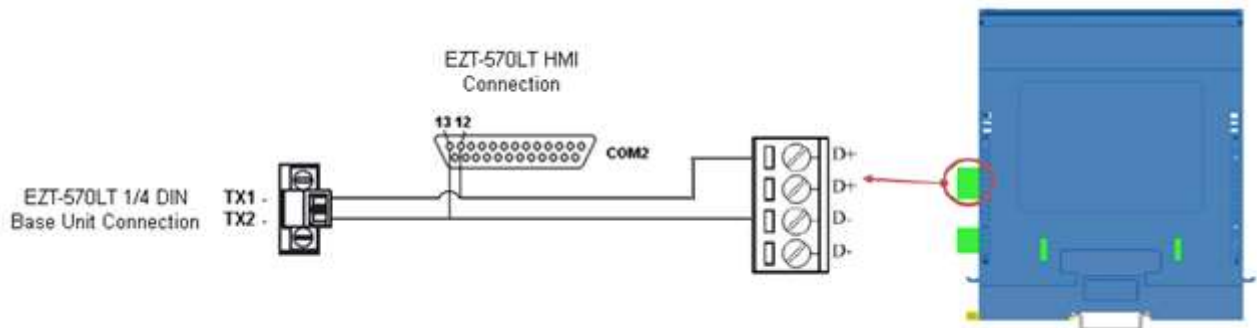 EZT-570LT HMI
Connection
13 12
COM2
EZT-570LT 1/4 DIN
Base Unit Connection
TX1 -
TX2 -
D+
D+
D-
D-